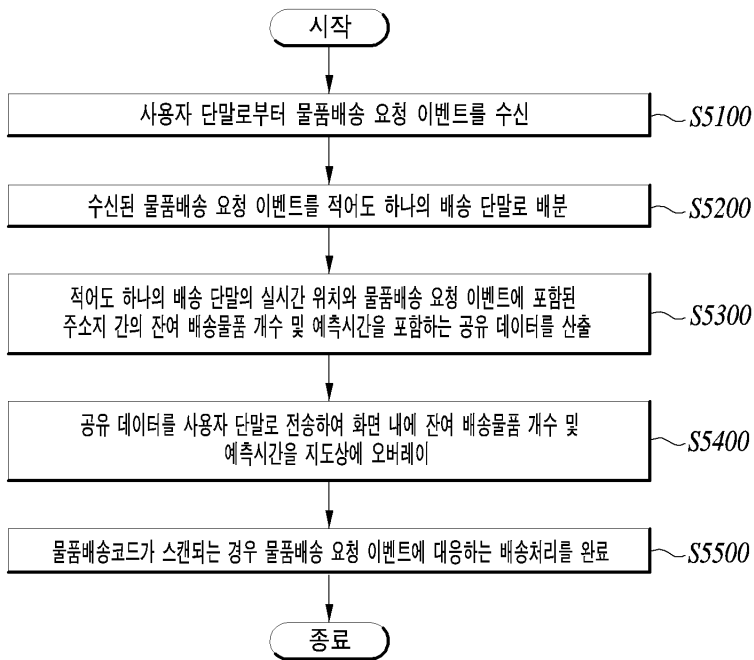 시작
사용자 단말로부터 물품배송 요청 이벤트를 수신
S5100
수신된 물품배송 요청 이벤트를 적어도 하나의 배송 단말로 배분
S5200
적어도 하나의 배송 단말의 실시간 위치와 물품배송 요청 이벤트에 포함된
주소지 간의 잔여 배송물품 개수 및 예측시간을 포함하는 공유 데이터를 산출
S5300
공유 데이터를 사용자 단말로 전송하여 화면 내에 잔여 배송물품 개수 및
예측시간을 지도상에 오버레이
S5400
물품배송코드가 스캔되는 경우 물품배송 요청 이벤트에 대응하는 배송처리를 완료
S5500
종료